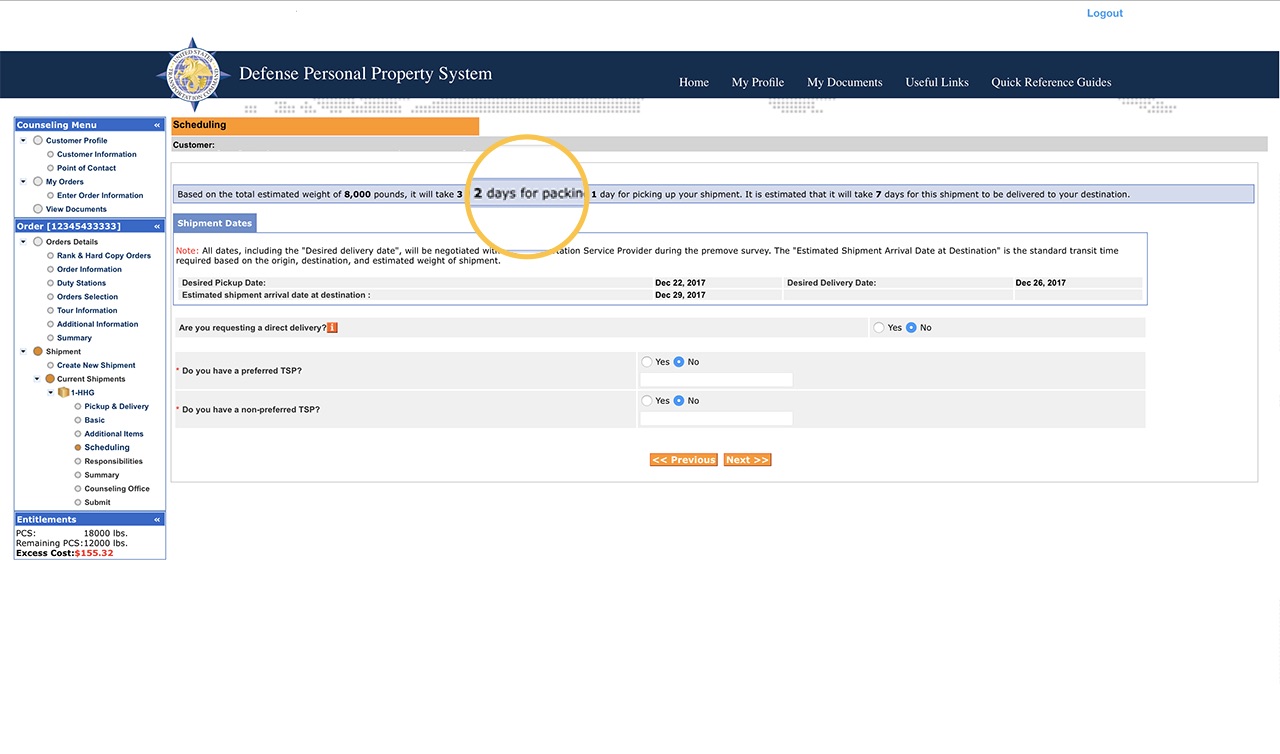 Logout
Defense Personal Property System
Home My Profile My Documents Useful Links Quick Reference Guides
Counseling Menu «
Customer Profile
Customer Information
Point of Contact
My Orders
Enter Order Information
View Documents
Order [12345433333] «
Orders Details
Rank & Hard Copy Orders
Order Information
Duty Stations
Orders Selection
Tour Information
Additional Information
Summary
Shipment
Create New Shipment
Current Shipments
1-HHG
Pickup & Delivery
Basic
Additional Items
Scheduling
Responsibilities
Summary
Counseling Office
Submit
Entitlements «
PCS: 18000 lbs.
Remaining PCS:12000 lbs.
Excess Cost:$155.32
Scheduling
Customer:
Based on the total estimated weight of 8,000 pounds, it will take 3 2 days for packin 1 day for picking up your shipment. It is estimated that it will take 7 days for this shipment to be delivered to your destination.
Shipment Dates
Note: All dates, including the "Desired delivery date", will be negotiated Service Provider during the premove survey. The "Estimated Shipment Arrival Date at Destination" is the standard transit time
required based on the origin, destination, and estimated weight of shipment.
Desired Pickup Date: Dec 22, 2017 Desired Delivery Date: Dec 26, 2017
Estimated shipment arrival date at destination : Dec 29, 2017
Are you requesting a direct delivery? i Yes No
* Do you have a preferred TSP? Yes No
* Do you have a non-preferred TSP? Yes No
<< Previous Next >>